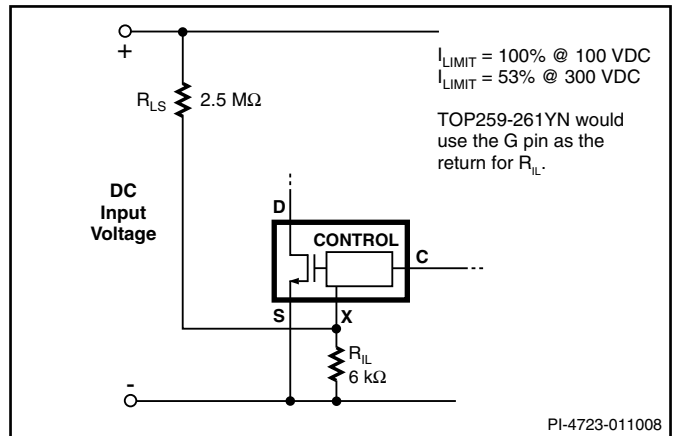 +
I_LIMIT = 100% @ 100 VDC
I_LIMIT = 53% @ 300 VDC
R_LS
2.5 MΩ
TOP259-261YN would
use the G pin as the
return for R_IL.
DC
Input
Voltage
D
CONTROL
C
S
X
R_IL
6 kΩ
-
PI-4723-011008